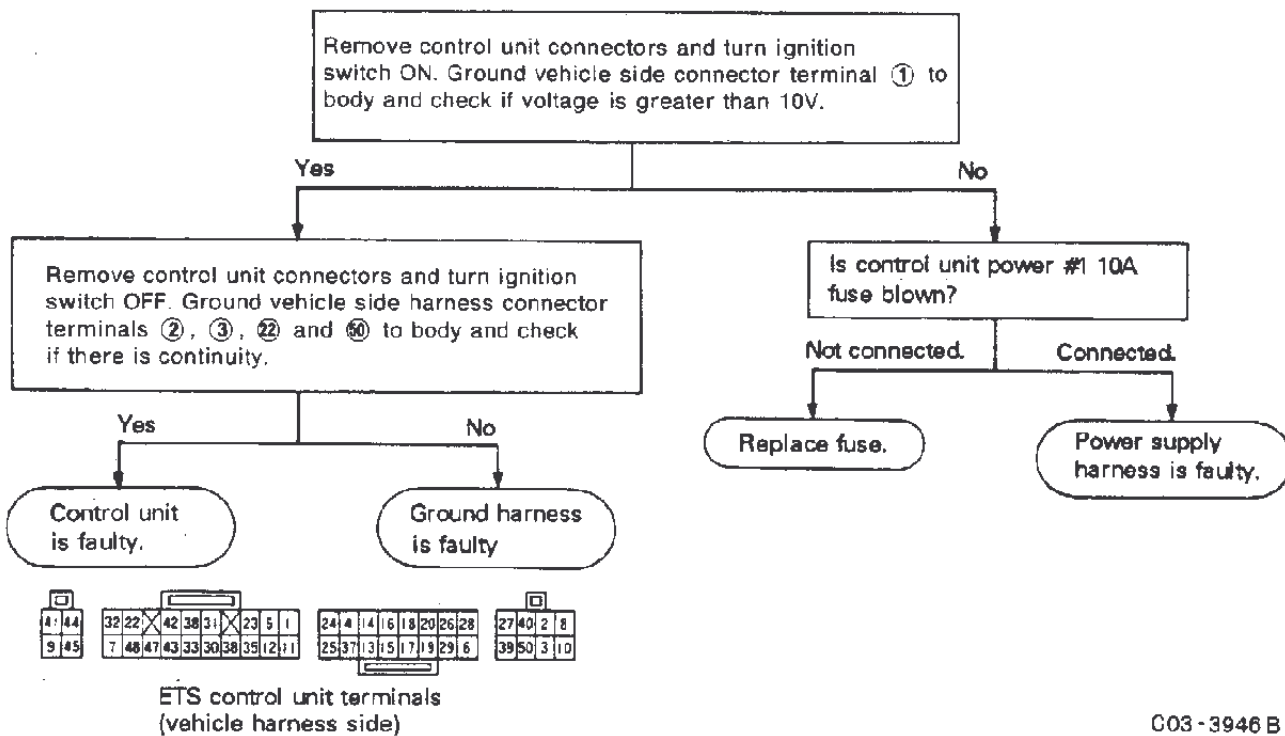 Remove control unit connectors and turn ignition
switch ON. Ground vehicle side connector terminal ① to
body and check if voltage is greater than 10V.
Yes
No
Remove control unit connectors and turn ignition
switch OFF. Ground vehicle side harness connector
terminals ②, ③, ㉒ and ㊿ to body and check
if there is continuity.
Is control unit power #1 10A
fuse blown?
Not connected.
Connected.
Yes
No
Replace fuse.
Power supply
harness is faulty.
Control unit
is faulty.
Ground harness
is faulty
41 44
9 45
32 22 42 38 31 23 5 1
7 48 47 43 33 30 38 35 12 11
24 4 14 16 18 20 26 28
25 37 13 15 17 19 29 6
27 40 2 8
39 50 3 10
ETS control unit terminals
(vehicle harness side)
C03-3946 B